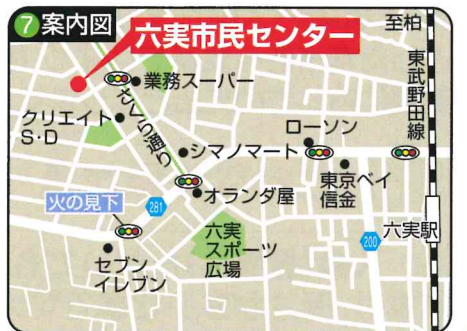 7 案内図
六実市民センター
至柏
東武野田線
業務スーパー
さくら通り
クリエイト
S・D
シマノマート
ローソン
東京ベイ
信金
オランダ屋
火の見下
281
六実
スポーツ
広場
200
六実駅
セブン
イレブン